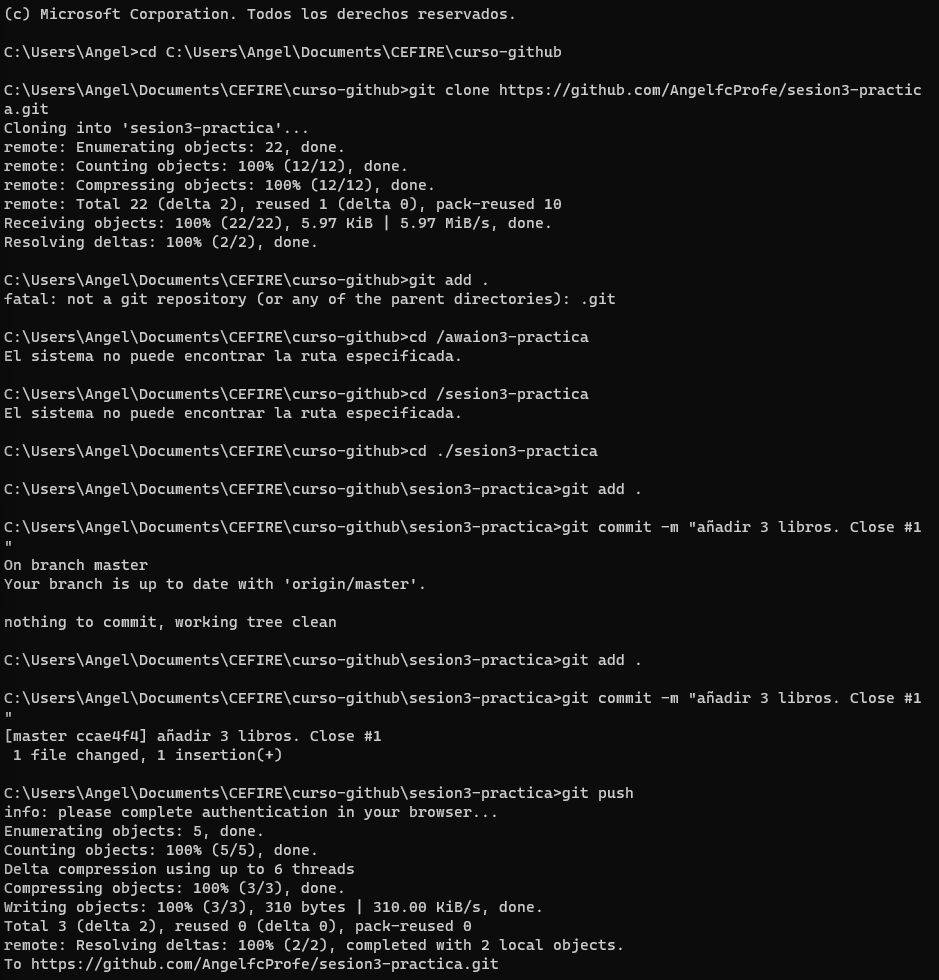 (c) Microsoft Corporation. Todos los derechos reservados.
C:\Users\Angel>cd C:\Users\Angel\Documents\CEFIRE\curso-github
C:\Users\Angel\Documents\CEFIRE\curso-github>git clone https://github.com/AngelfcProfe/sesion3-practic
a.git
Cloning into 'sesion3-practica'...
remote: Enumerating objects: 22, done.
remote: Counting objects: 100% (12/12), done.
remote: Compressing objects: 100% (12/12), done.
remote: Total 22 (delta 2), reused 1 (delta 0), pack-reused 10
Receiving objects: 100% (22/22), 5.97 KiB | 5.97 MiB/s, done.
Resolving deltas: 100% (2/2), done.
C:\Users\Angel\Documents\CEFIRE\curso-github>git add .
fatal: not a git repository (or any of the parent directories): .git
C:\Users\Angel\Documents\CEFIRE\curso-github>cd /awaion3-practica
El sistema no puede encontrar la ruta especificada.
C:\Users\Angel\Documents\CEFIRE\curso-github>cd /sesion3-practica
El sistema no puede encontrar la ruta especificada.
C:\Users\Angel\Documents\CEFIRE\curso-github>cd ./sesion3-practica
C:\Users\Angel\Documents\CEFIRE\curso-github\sesion3-practica>git add .
C:\Users\Angel\Documents\CEFIRE\curso-github\sesion3-practica>git commit -m "añadir 3 libros. Close #1
"
On branch master
Your branch is up to date with 'origin/master'.
nothing to commit, working tree clean
C:\Users\Angel\Documents\CEFIRE\curso-github\sesion3-practica>git add .
C:\Users\Angel\Documents\CEFIRE\curso-github\sesion3-practica>git commit -m "añadir 3 libros. Close #1
"
[master ccae4f4] añadir 3 libros. Close #1
 1 file changed, 1 insertion(+)
C:\Users\Angel\Documents\CEFIRE\curso-github\sesion3-practica>git push
info: please complete authentication in your browser...
Enumerating objects: 5, done.
Counting objects: 100% (5/5), done.
Delta compression using up to 6 threads
Compressing objects: 100% (3/3), done.
Writing objects: 100% (3/3), 310 bytes | 310.00 KiB/s, done.
Total 3 (delta 2), reused 0 (delta 0), pack-reused 0
remote: Resolving deltas: 100% (2/2), completed with 2 local objects.
To https://github.com/AngelfcProfe/sesion3-practica.git